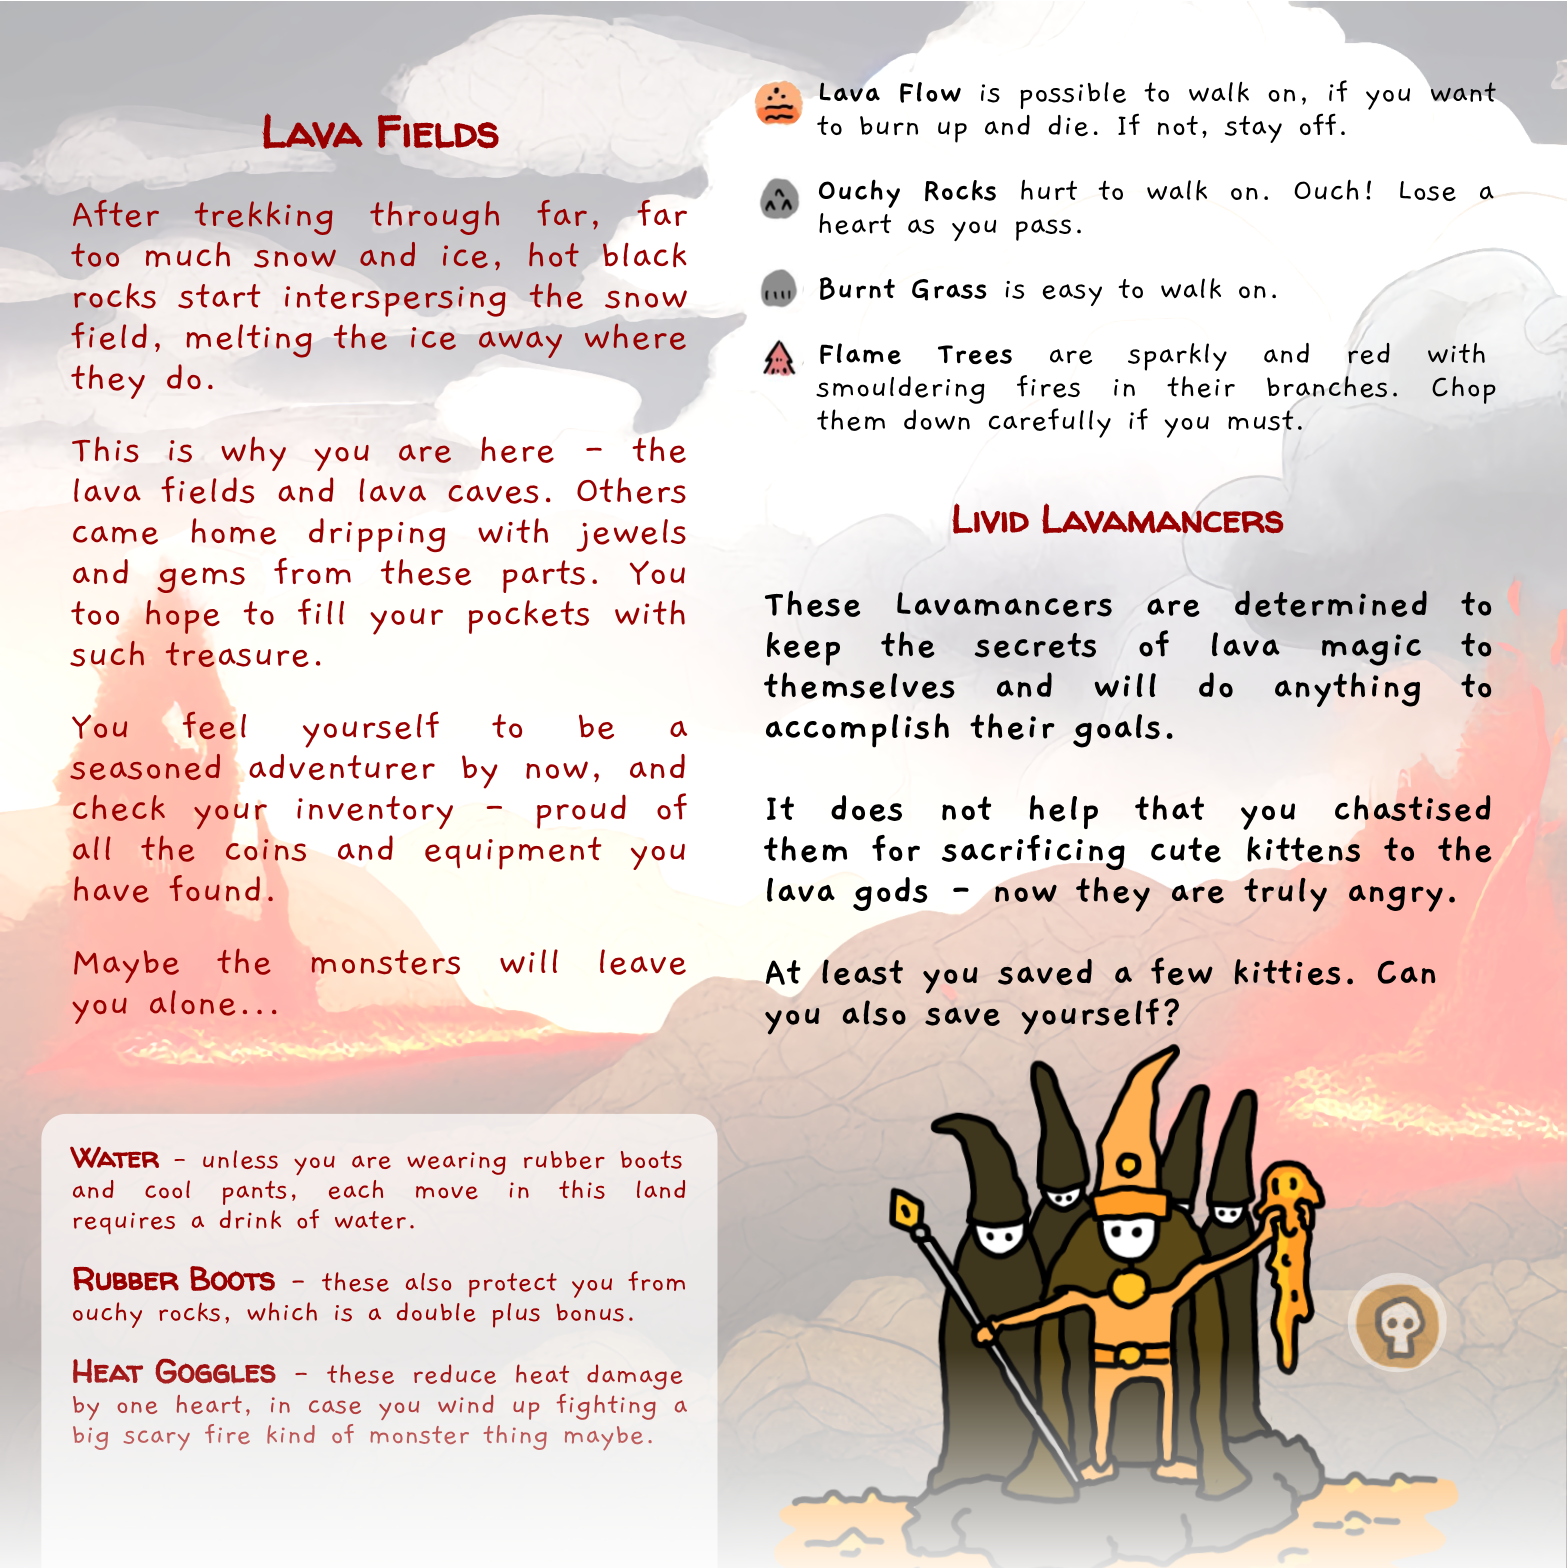 Lava Fields
After trekking through far, far
too much snow and ice, hot black
rocks start interspersing the snow
field, melting the ice away where
they do.
This is why you are here – the
lava fields and lava caves. Others
came home dripping with jewels
and gems from these parts. You
too hope to fill your pockets with
such treasure.
You feel yourself to be a
seasoned adventurer by now, and
check your inventory – proud of
all the coins and equipment you
have found.
Maybe the monsters will leave
you alone...
Water – unless you are wearing rubber boots
and cool pants, each move in this land
requires a drink of water.
Rubber Boots – these also protect you from
ouchy rocks, which is a double plus bonus.
Heat Goggles – these reduce heat damage
by one heart, in case you wind up fighting a
big scary fire kind of monster thing maybe.
Lava Flow is possible to walk on, if you want
to burn up and die. If not, stay off.
Ouchy Rocks hurt to walk on. Ouch! Lose a
heart as you pass.
Burnt Grass is easy to walk on.
Flame Trees are sparkly and red with
smouldering fires in their branches. Chop
them down carefully if you must.
Livid Lavamancers
These Lavamancers are determined to
keep the secrets of lava magic to
themselves and will do anything to
accomplish their goals.
It does not help that you chastised
them for sacrificing cute kittens to the
lava gods – now they are truly angry.
At least you saved a few kitties. Can
you also save yourself?